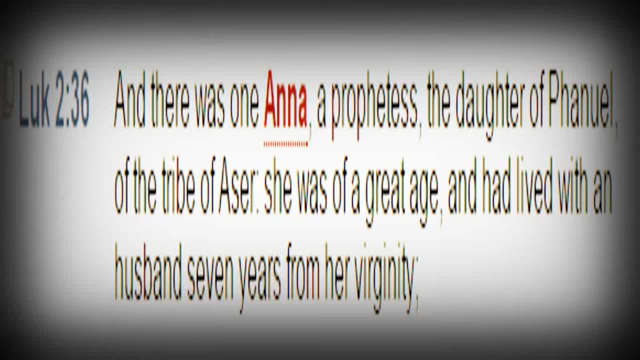 Luk 2:36 And there was one Anna, a prophetess, the daughter of Phanuel,
of the tribe of Aser: she was of a great age, and had lived with an
husband seven years from her virginity;